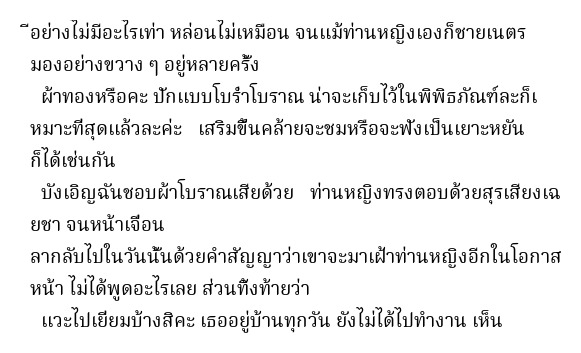 ือย่างไม่มีอะไรเท่า หล่อนไม่เหมือน จนแม้ท่านหญิงเองก็ชายเนตร
มองอย่างขวาง ๆ อยู่หลายครั้ง
ผ้าทองหรือคะ ปักแบบโบร่ำโบราณ น่าจะเก็บไว้ในพิพิธภัณฑ์ละก็เ
หมาะที่สุดแล้วละค่ะ   เสริมขึ้นคล้ายจะชมหรือจะฟังเป็นเยาะหยัน
ก็ได้เช่นกัน
บังเอิญฉันชอบผ้าโบราณเสียด้วย   ท่านหญิงทรงตอบด้วยสุรเสียงเฉ
ยชา จนหน้าเจื่อน
ลากลับไปในวันนั้นด้วยคำสัญญาว่าเขาจะมาเฝ้าท่านหญิงอีกในโอกาส
หน้า ไม่ได้พูดอะไรเลย ส่วนทิ้งท้ายว่า
แวะไปเยี่ยมบ้างสิคะ เธออยู่บ้านทุกวัน ยังไม่ได้ไปทำงาน เห็น